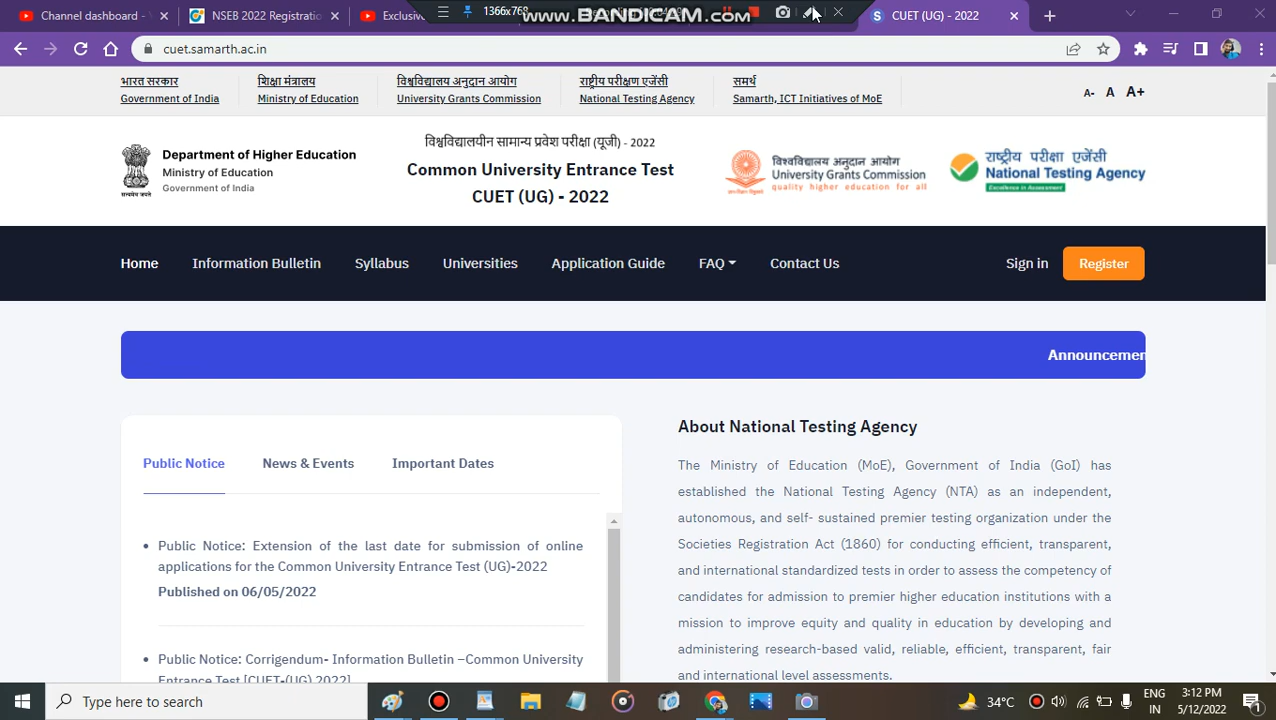 Channel dashboard -
NSEB 2022 Registratio
Exclusiv
1366x768
www.BANDICAM.com
CUET (UG) - 2022
cuet.samarth.ac.in
भारत सरकार
Government of India
शिक्षा मंत्रालय
Ministry of Education
विश्वविद्यालय अनुदान आयोग
University Grants Commission
राष्ट्रीय परीक्षण एजेंसी
National Testing Agency
समर्थ
Samarth, ICT Initiatives of MoE
A- A A+
सत्यमेव जयते
Department of Higher Education
Ministry of Education
Government of India
विश्वविद्यालयीन सामान्य प्रवेश परीक्षा (यूजी) - 2022
Common University Entrance Test
CUET (UG) - 2022
विश्वविद्यालय अनुदान आयोग
University Grants Commission
quality higher education for all
राष्ट्रीय परीक्षा एजेंसी
National Testing Agency
Excellence in Assessment
Home Information Bulletin Syllabus Universities Application Guide FAQ Contact Us Sign in Register
Announcemen
Public Notice News & Events Important Dates
Public Notice: Extension of the last date for submission of online
applications for the Common University Entrance Test (UG)-2022
Published on 06/05/2022
Public Notice: Corrigendum- Information Bulletin –Common University
Entrance Test [CUET-(UG) 2022]
About National Testing Agency
The Ministry of Education (MoE), Government of India (GoI) has
established the National Testing Agency (NTA) as an independent,
autonomous, and self- sustained premier testing organization under the
Societies Registration Act (1860) for conducting efficient, transparent,
and international standardized tests in order to assess the competency of
candidates for admission to premier higher education institutions with a
mission to improve equity and quality in education by developing and
administering research-based valid, reliable, efficient, transparent, fair
and international level assessments.
Type here to search
34°C
ENG
IN
3:12 PM
5/12/2022
1